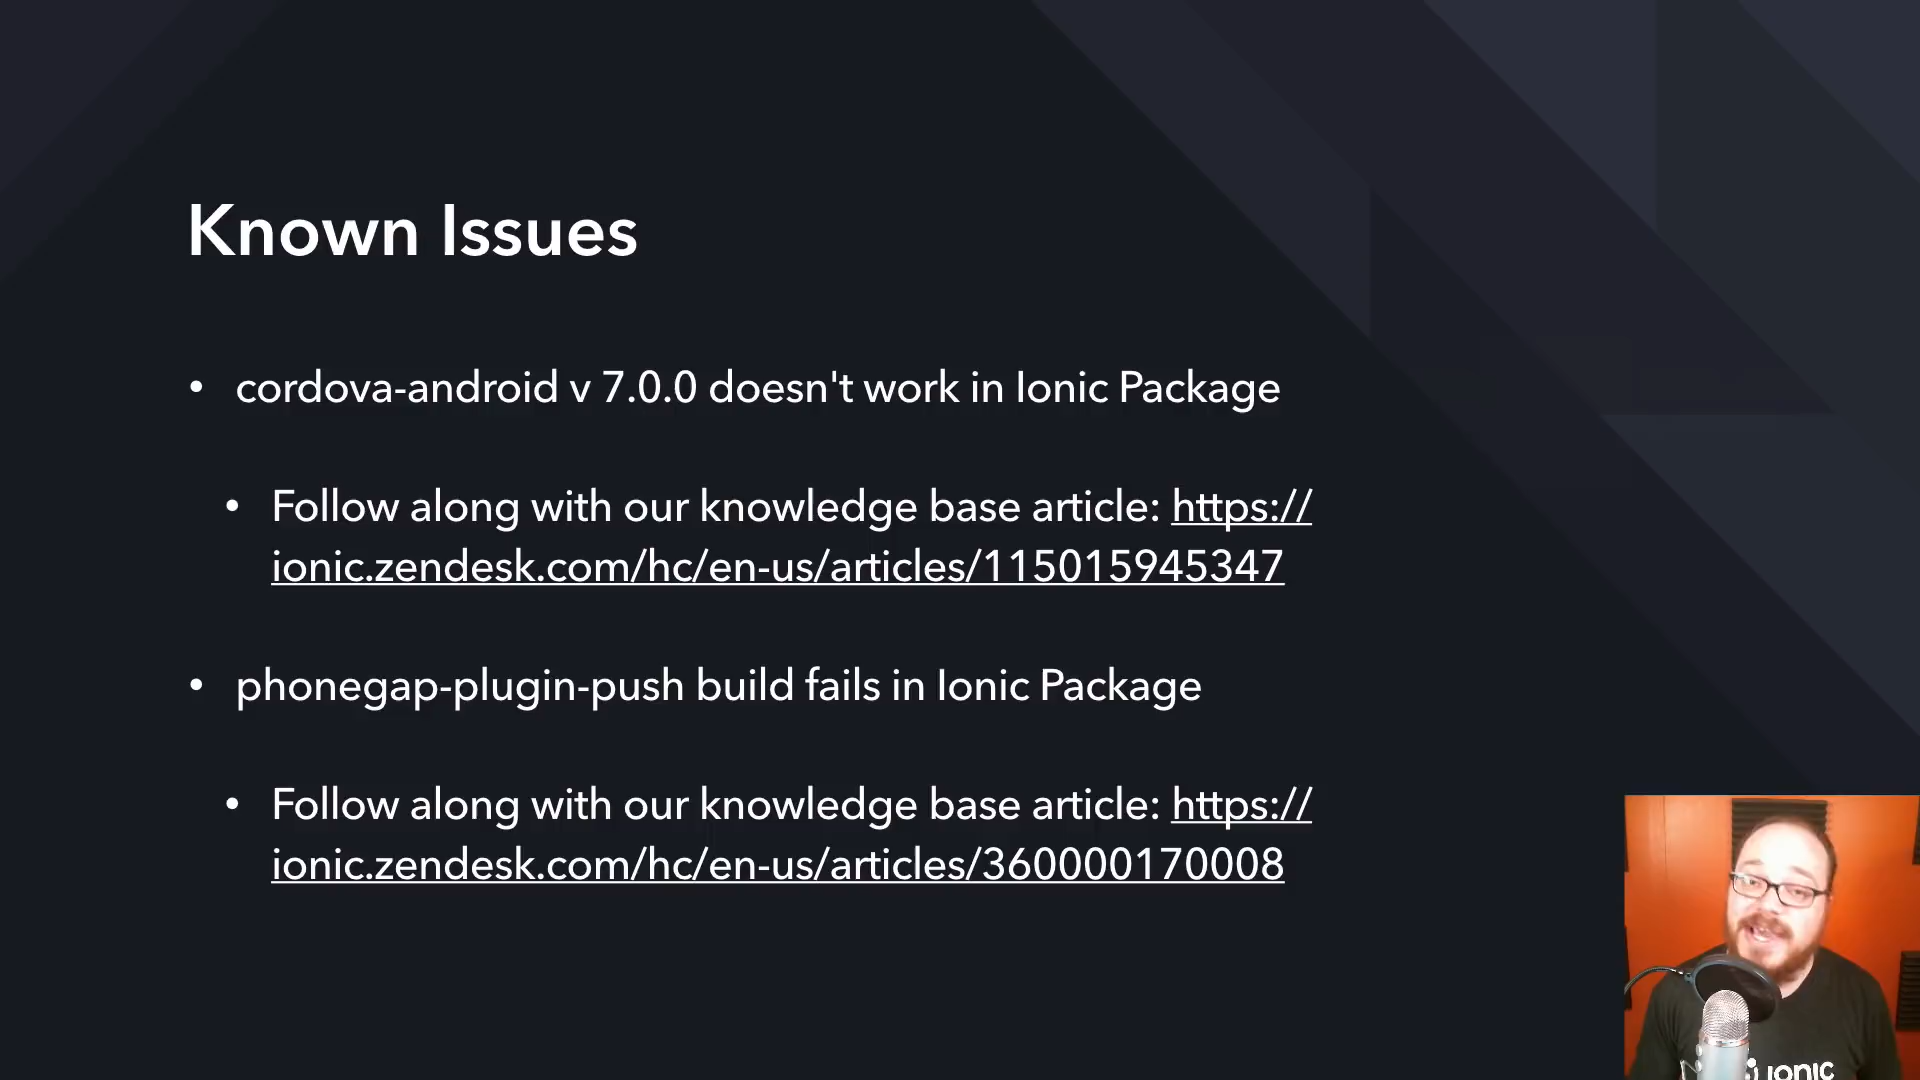 Known Issues
• cordova-android v 7.0.0 doesn't work in Ionic Package
• Follow along with our knowledge base article: https://
ionic.zendesk.com/hc/en-us/articles/115015945347
• phonegap-plugin-push build fails in Ionic Package
• Follow along with our knowledge base article: https://
ionic.zendesk.com/hc/en-us/articles/360000170008
ionic